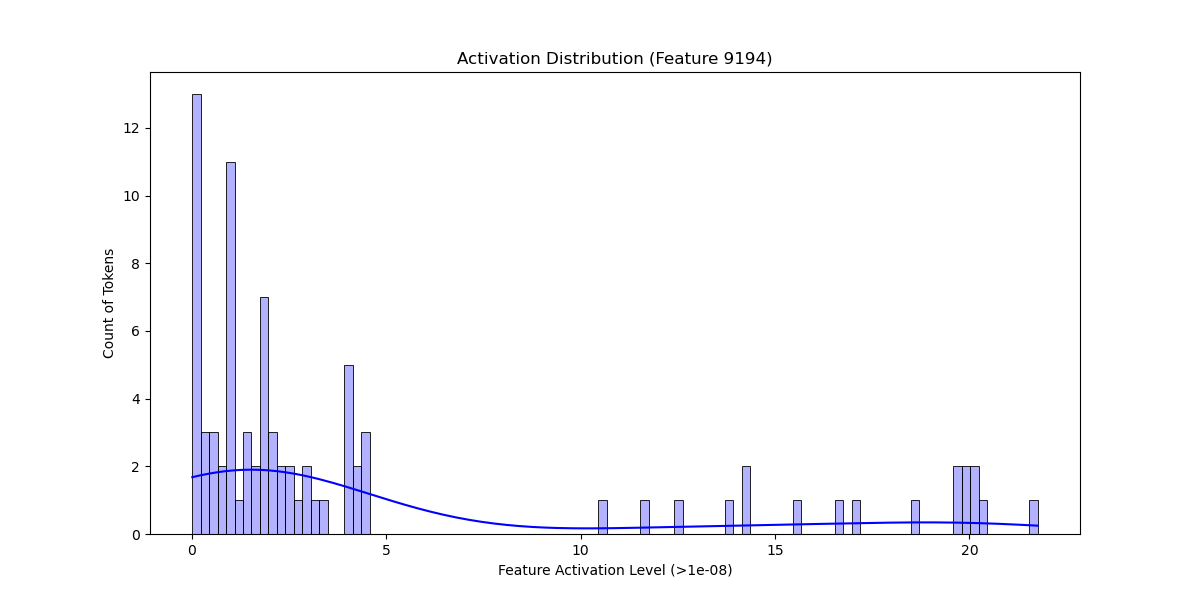 Activation Distribution (Feature 9194)
12
10
8
6
4
2
0
Count of Tokens
0 5 10 15 20
Feature Activation Level (>1e-08)